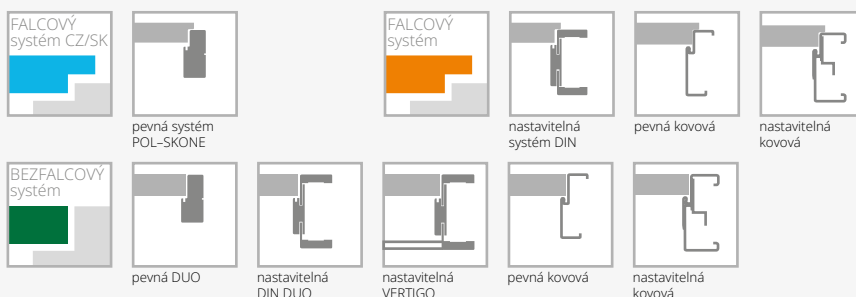 FALCOVÝ
systém CZ/SK
pevná systém
POL–SKONE
FALCOVÝ
systém
nastavitelná
systém DIN
pevná kovová
nastavitelná
kovová
BEZFALCOVÝ
systém
pevná DUO
nastavitelná
DIN DUO
nastavitelná
VERTIGO
pevná kovová
nastavitelná
kovová